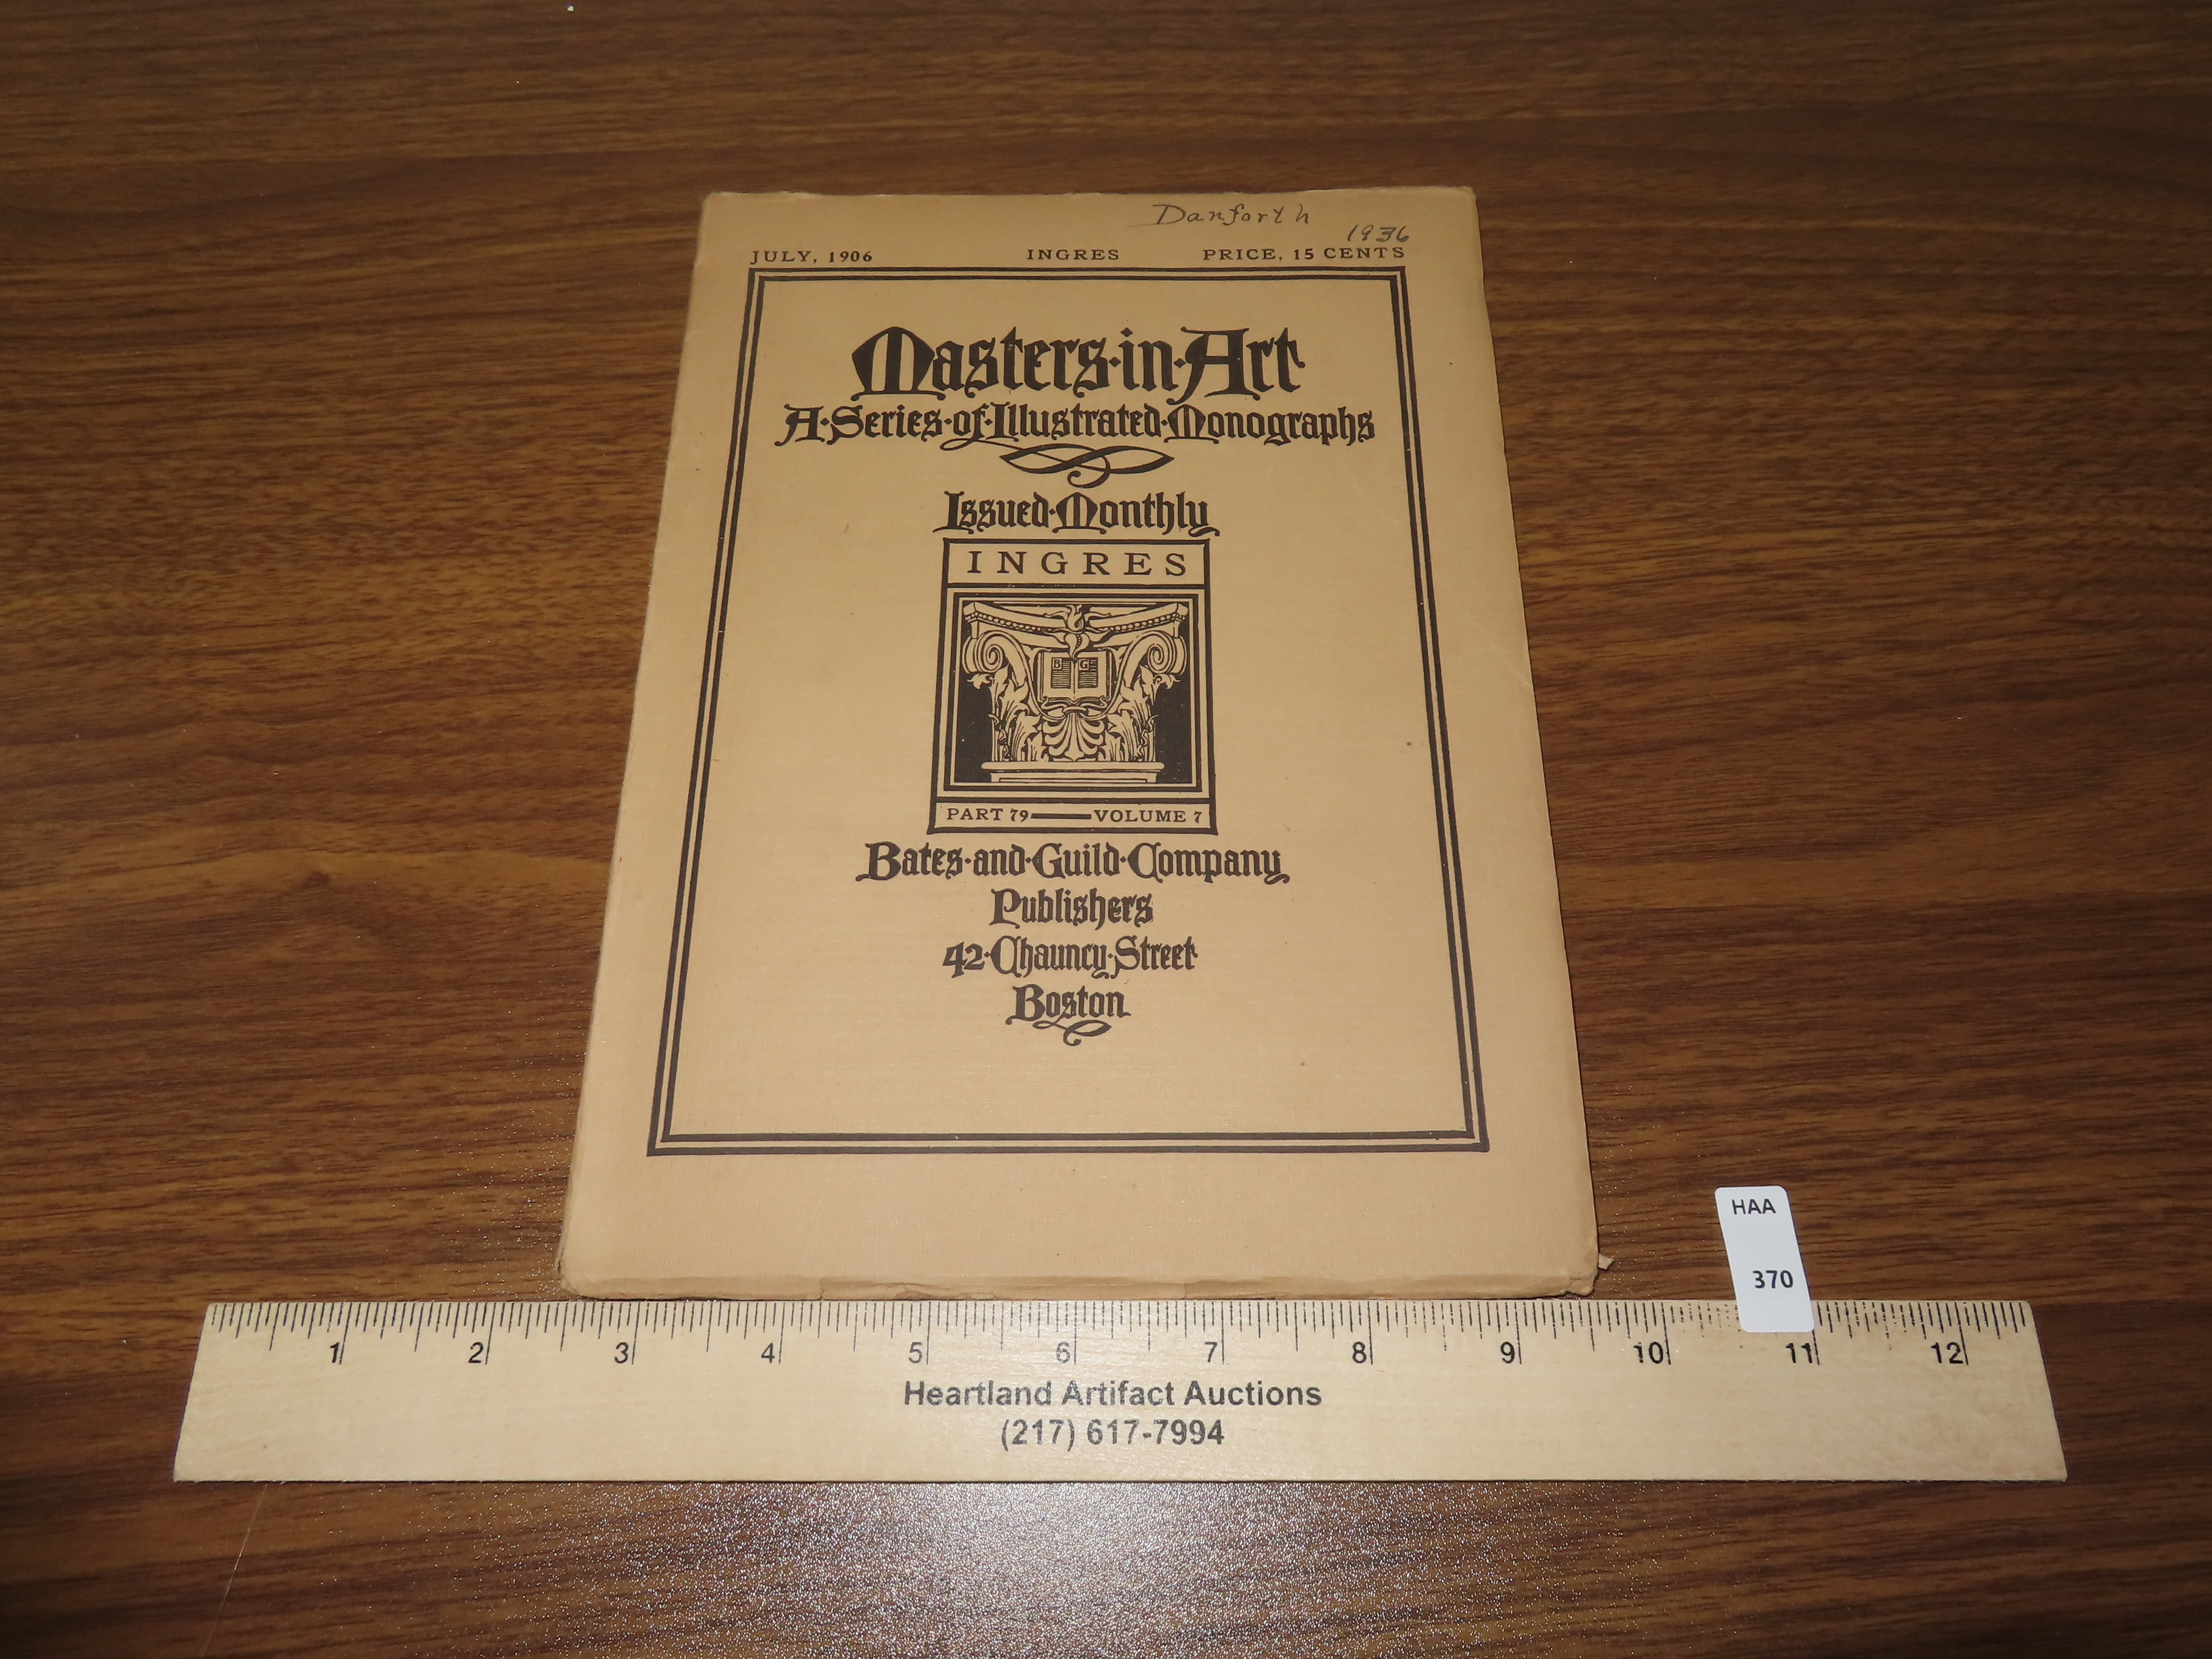 Danforth
1936
JULY, 1906 INGRES PRICE, 15 CENTS
Masters·in·Art
A·Series·of·Illustrated·Monographs
Issued·Monthly
INGRES
B G
PART 79 VOLUME 7
Bates·and·Guild·Company
Publishers
42·Chauncy·Street
Boston
HAA
370
1 2 3 4 5 6 7 8 9 10 11 12
Heartland Artifact Auctions
(217) 617-7994